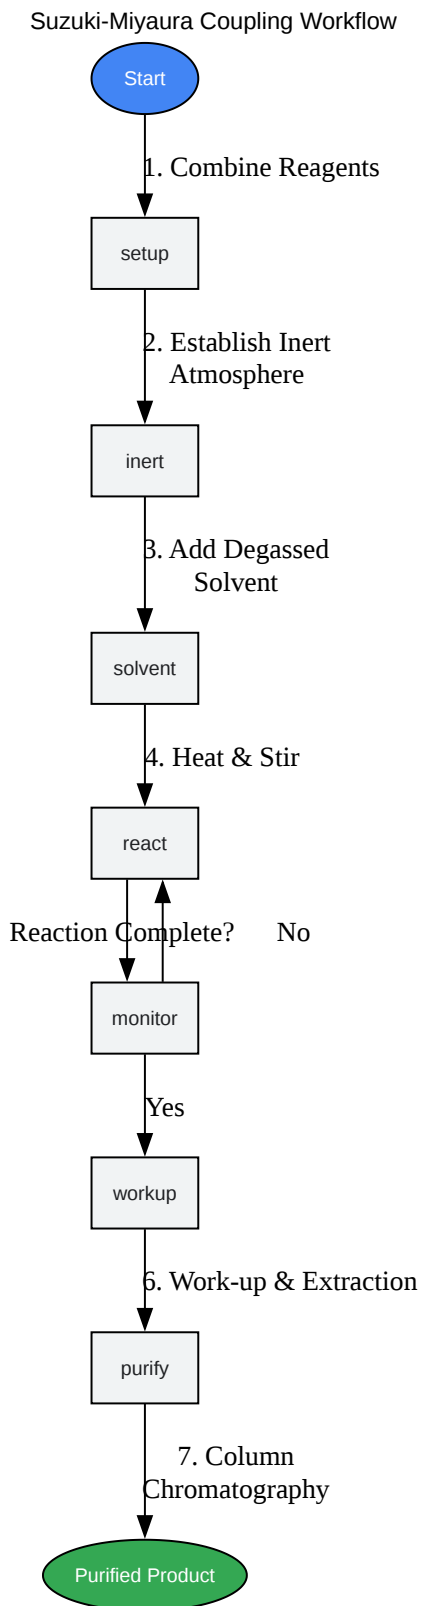 Suzuki-Miyaura Coupling Workflow
Start
1. Combine Reagents
setup
2. Establish Inert
Atmosphere
inert
3. Add Degassed
Solvent
solvent
4. Heat & Stir
react
Reaction Complete?
No
monitor
Yes
workup
6. Work-up & Extraction
purify
7. Column
Chromatography
Purified Product